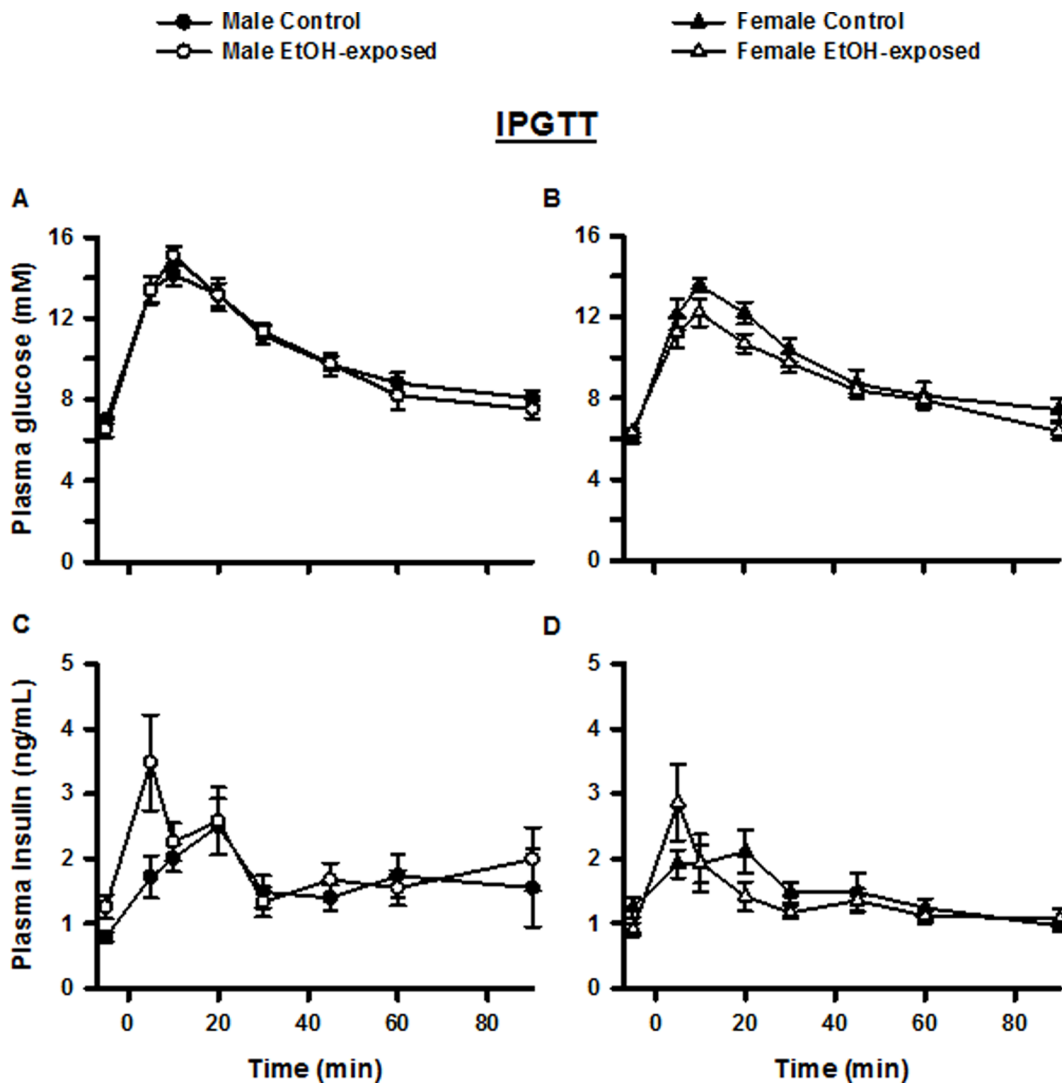 Male Control
Male EtOH-exposed
Female Control
Female EtOH-exposed
IPGTT
A
B
Plasma glucose (mM)
16
12
8
4
0
16
12
8
4
0
C
D
Plasma Insulin (ng/mL)
5
4
3
2
1
0
5
4
3
2
1
0
0 20 40 60 80
0 20 40 60 80
Time (min)
Time (min)